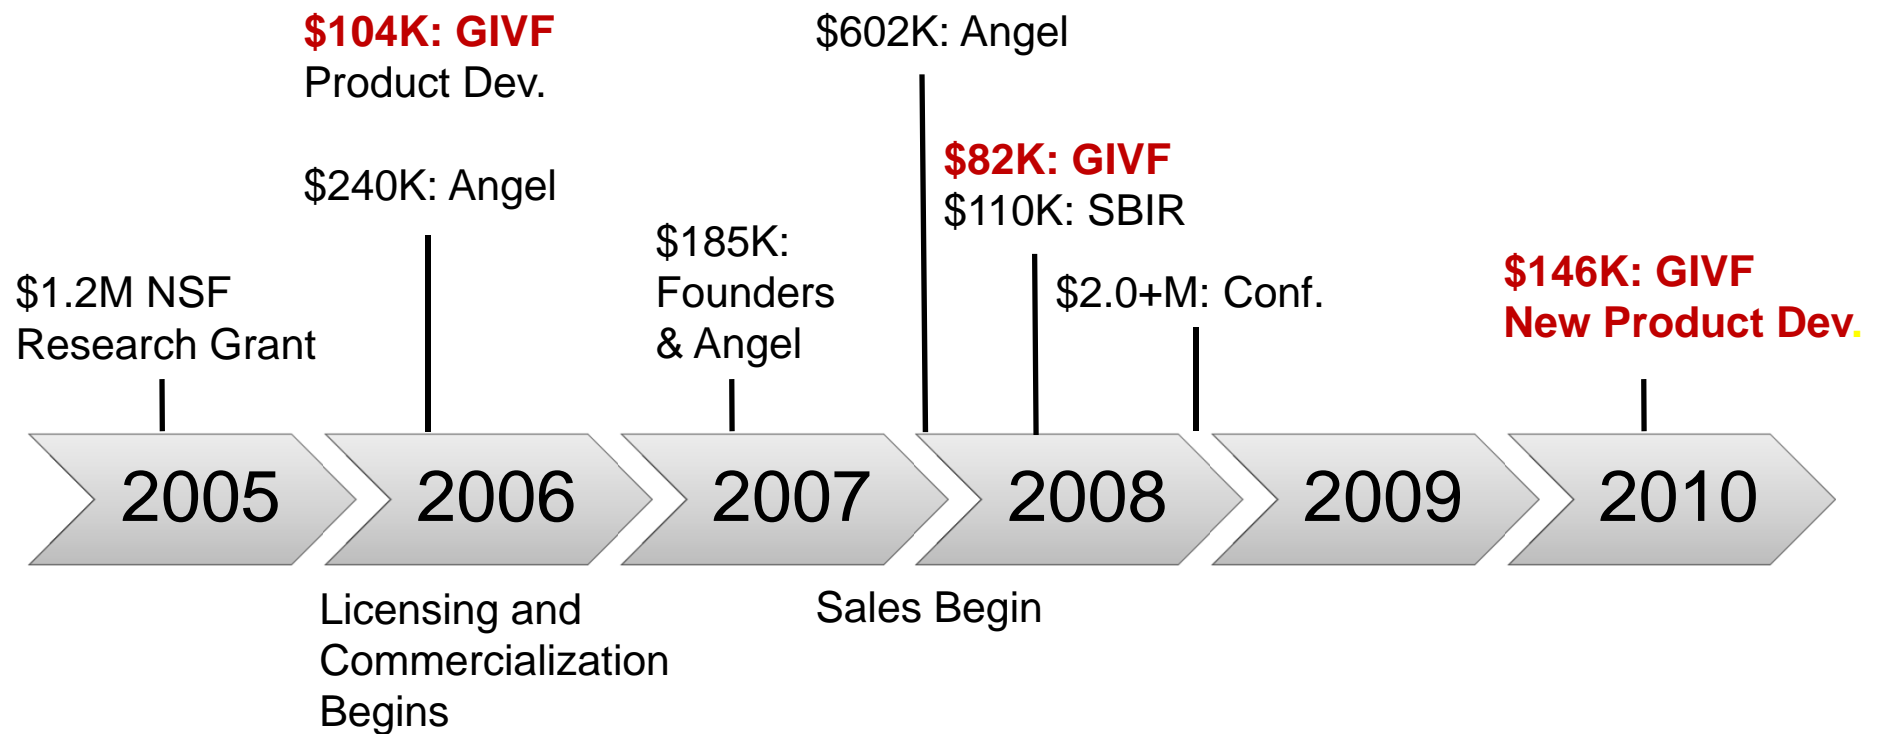 $104K: GIVF
Product Dev.
$240K: Angel
$1.2M NSF
Research Grant
$185K:
Founders
& Angel
$602K: Angel
$82K: GIVF
$110K: SBIR
$2.0+M: Conf.
$146K: GIVF
New Product Dev.
2005
2006
2007
2008
2009
2010
Licensing and
Commercialization
Begins
Sales Begin